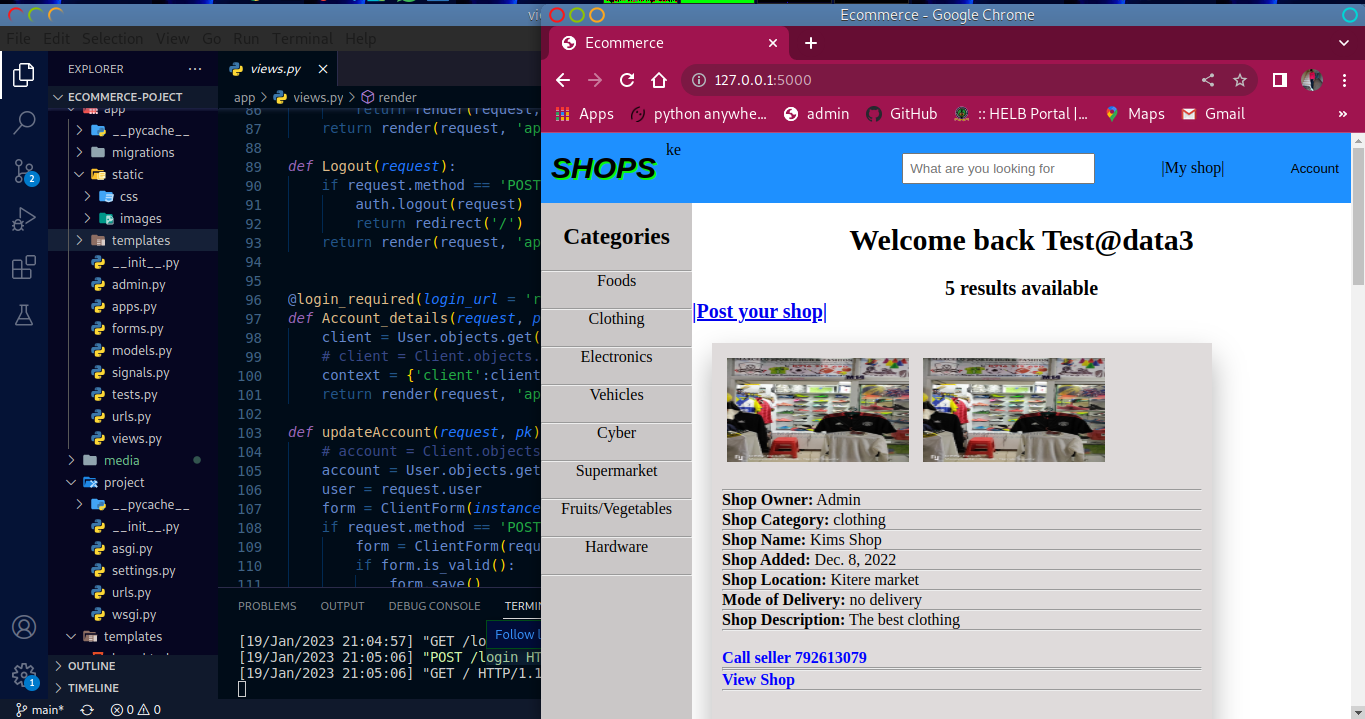 File Edit Selection View Go Run Terminal Help
EXPLORER
ECOMMERCE-POJECT
app
__pycache__
migrations
static
css
images
templates
__init__.py
admin.py
apps.py
forms.py
models.py
signals.py
tests.py
urls.py
views.py
media
project
__pycache__
__init__.py
asgi.py
settings.py
urls.py
wsgi.py
templates
OUTLINE
TIMELINE
main*
0 0
2
1
views.py
app > views.py > render
86 return render(request,
87 return render(request, 'ap
88
89 def Logout(request):
90 if request.method == 'POST
91 auth.logout(request)
92 return redirect('/')
93 return render(request, 'ap
94
95
96 @login_required(login_url = 'r
97 def Account_details(request, p
98 client = User.objects.get(
99 # client = Client.objects.
100 context = {'client':client
101 return render(request, 'ap
102
103 def updateAccount(request, pk)
104 # account = Client.objects
105 account = User.objects.get
106 user = request.user
107 form = ClientForm(instance
108 if request.method == 'POST
109 form = ClientForm(requ
110 if form.is_valid():
111 form.save()
PROBLEMS OUTPUT DEBUG CONSOLE TERMIN
[19/Jan/2023 21:04:57] "GET /lo
Follow l
[19/Jan/2023 21:05:06] "POST /login HT
[19/Jan/2023 21:05:06] "GET / HTTP/1.1
Ecommerce - Google Chrome
Ecommerce
127.0.0.1:5000
Apps python anywhe... admin GitHub :: HELB Portal |... Maps Gmail »
SHOPS ke
What are you looking for
|My shop|
Account
Categories
Foods
Clothing
Electronics
Vehicles
Cyber
Supermarket
Fruits/Vegetables
Hardware
Welcome back Test@data3
5 results available
|Post your shop|
Shop Owner: Admin
Shop Category: clothing
Shop Name: Kims Shop
Shop Added: Dec. 8, 2022
Shop Location: Kitere market
Mode of Delivery: no delivery
Shop Description: The best clothing
Call seller 792613079
View Shop